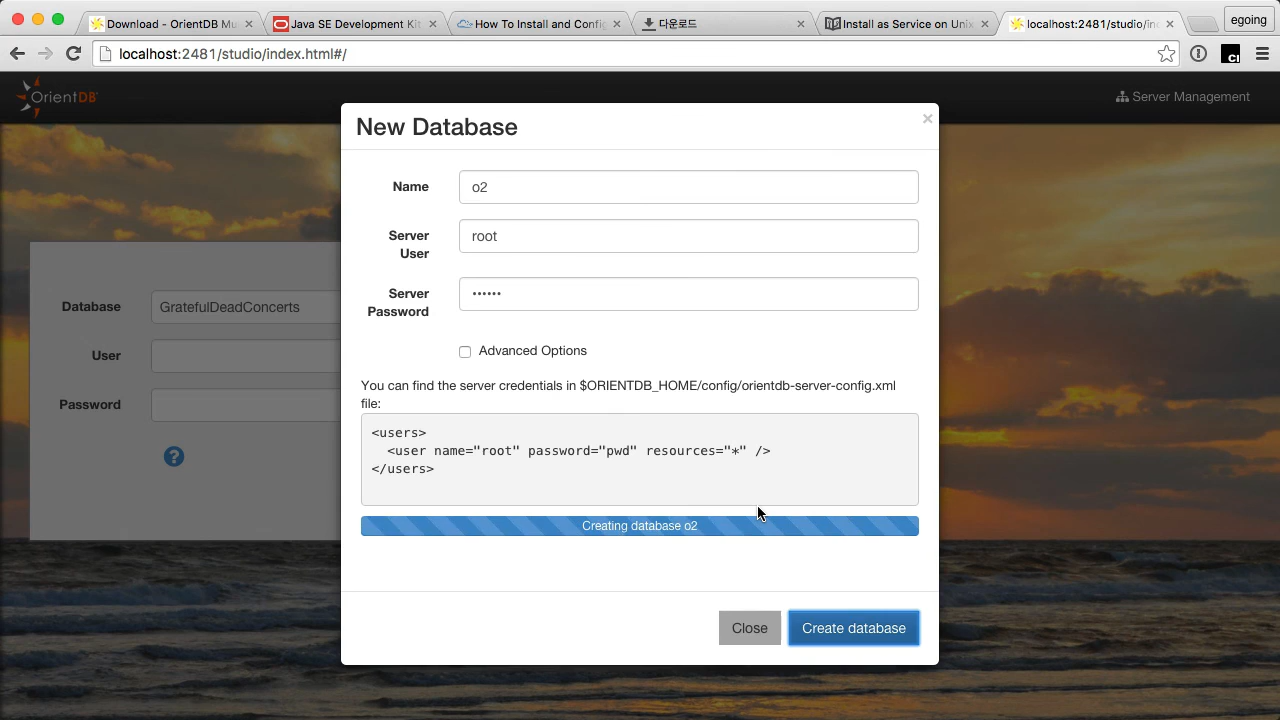 Download - OrientDB Mu
Java SE Development Kit
How To Install and Config
다운로드
Install as Service on Unix
localhost:2481/studio/in
egoing
localhost:2481/studio/index.html#/
OrientDB
Server Management
New Database
×
Name
o2
Server User
root
Server Password
••••••
Advanced Options
You can find the server credentials in $ORIENTDB_HOME/config/orientdb-server-config.xml
file:
<users>
<user name="root" password="pwd" resources="*" />
</users>
Creating database o2
Close
Create database
Database
GratefulDeadConcerts
User
Password
?